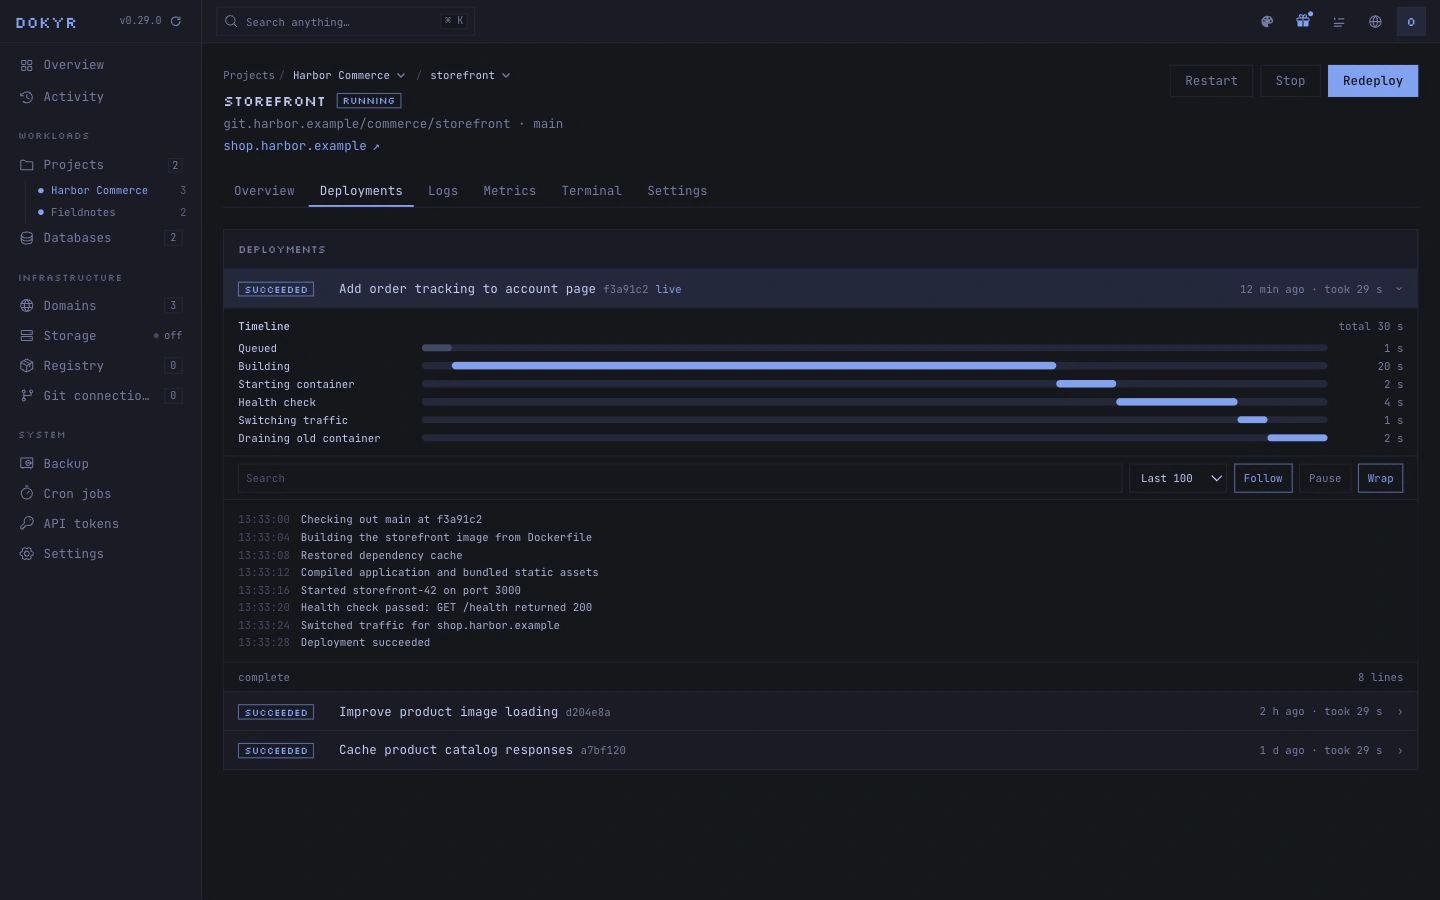 DOKYR v0.29.0
Search anything… ⌘ K
O
Overview
Activity
WORKLOADS
Projects 2
Harbor Commerce 3
Fieldnotes 2
Databases 2
INFRASTRUCTURE
Domains 3
Storage off
Registry 0
Git connectio… 0
SYSTEM
Backup
Cron jobs
API tokens
Settings
Projects / Harbor Commerce / storefront
STOREFRONT RUNNING
git.harbor.example/commerce/storefront · main
shop.harbor.example ↗
Restart Stop Redeploy
Overview Deployments Logs Metrics Terminal Settings
DEPLOYMENTS
SUCCEEDED Add order tracking to account page f3a91c2 live 12 min ago · took 29 s
Timeline total 30 s
Queued 1 s
Building 20 s
Starting container 2 s
Health check 4 s
Switching traffic 1 s
Draining old container 2 s
Search Last 100 Follow Pause Wrap
13:33:00 Checking out main at f3a91c2
13:33:04 Building the storefront image from Dockerfile
13:33:08 Restored dependency cache
13:33:12 Compiled application and bundled static assets
13:33:16 Started storefront-42 on port 3000
13:33:20 Health check passed: GET /health returned 200
13:33:24 Switched traffic for shop.harbor.example
13:33:28 Deployment succeeded
complete 8 lines
SUCCEEDED Improve product image loading d204e8a 2 h ago · took 29 s ›
SUCCEEDED Cache product catalog responses a7bf120 1 d ago · took 29 s ›